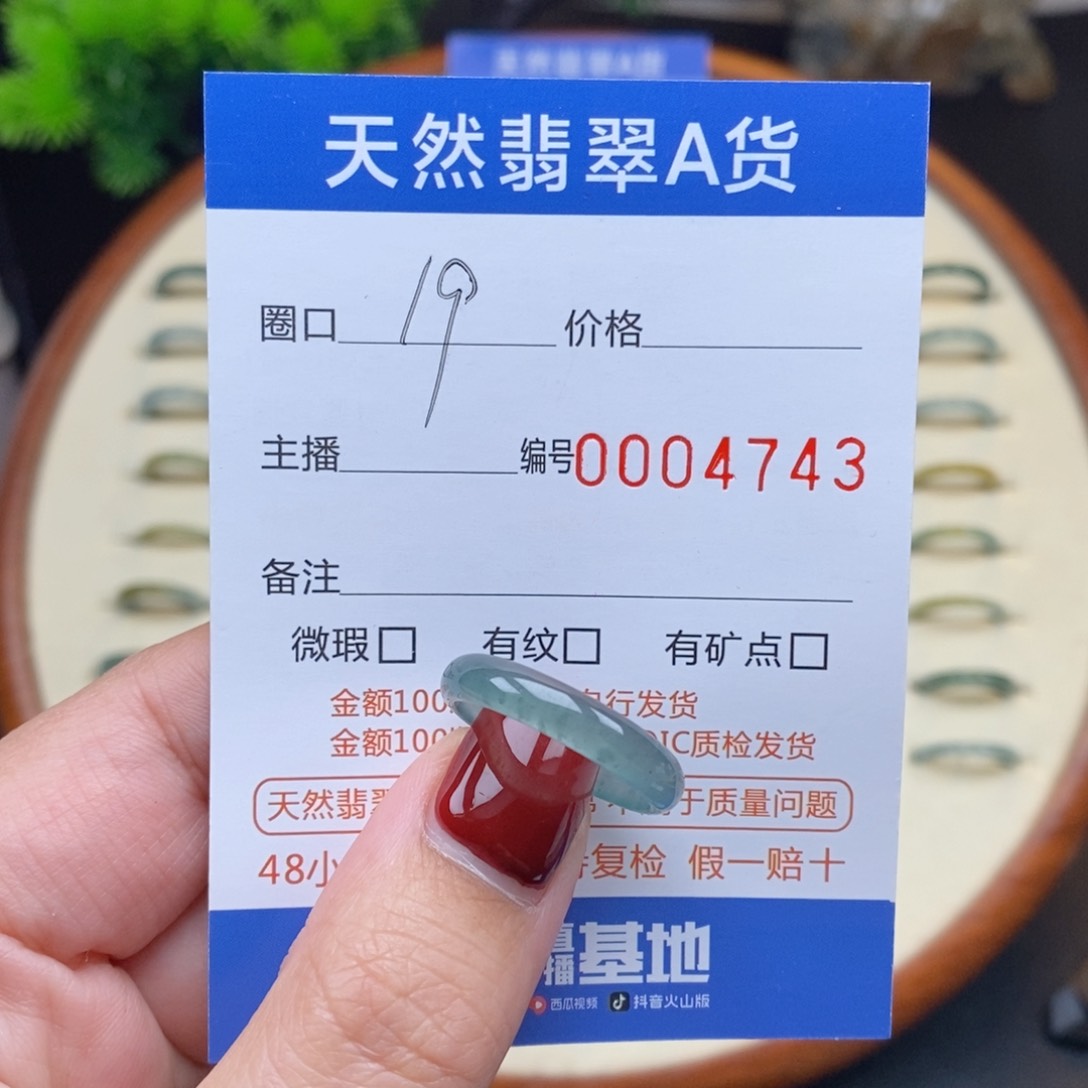 天然翡翠A货
圈口 19 价格
主播 编号0004743
备注
微瑕□ 有纹□ 有矿点□
金额100 行发货
金额100 IC质检发货
天然翡 于质量问题
48小 复检 假一赔十
播基地
西瓜视频 抖音火山版